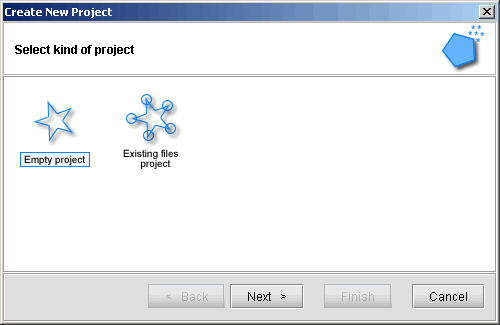 Create New Project
Select kind of project
Empty project
Existing files
project
< Back
Next >
Finish
Cancel